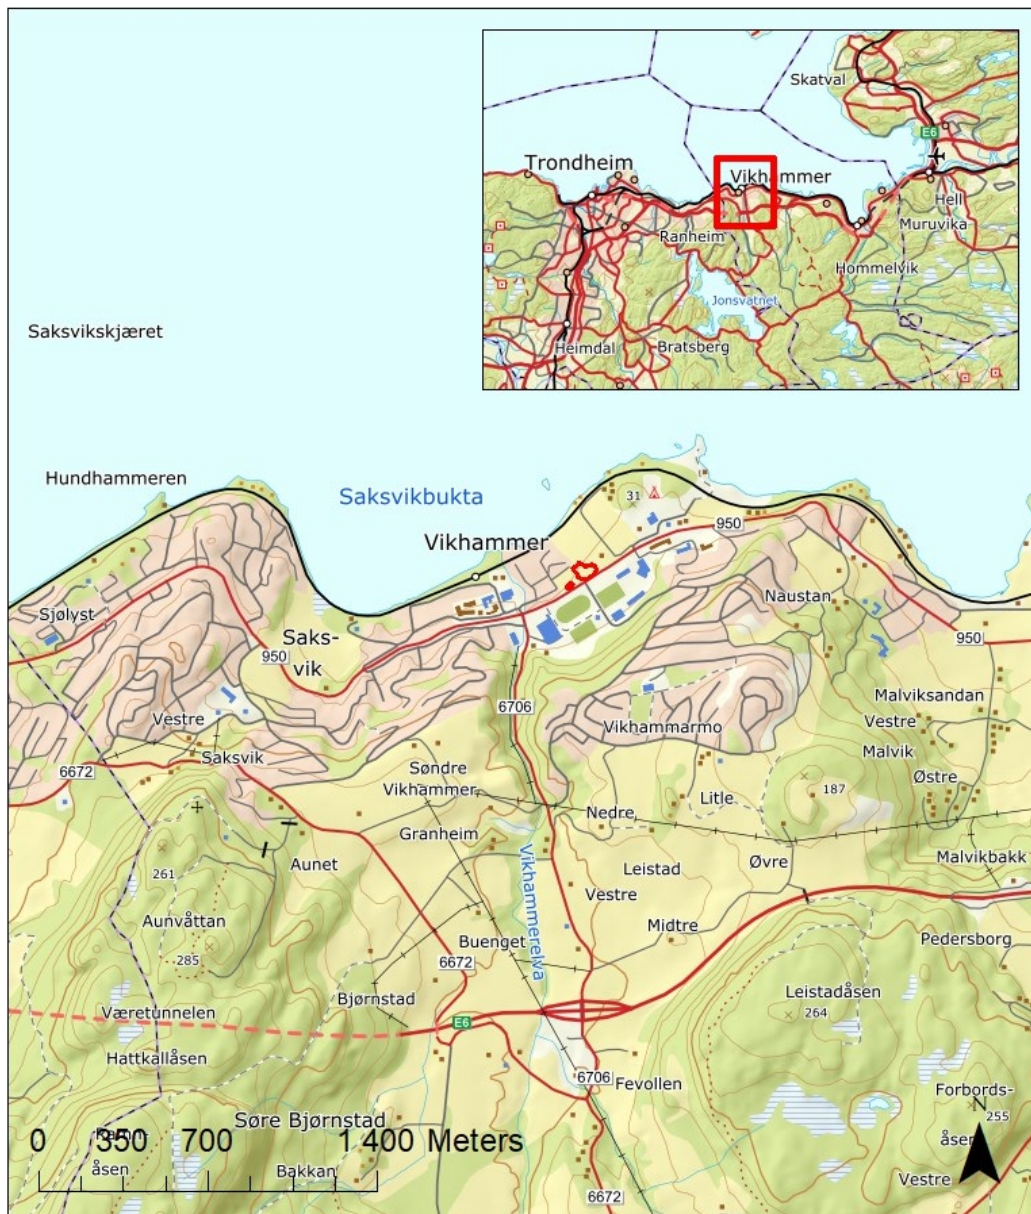 Skatval
E6
Trondheim
Vikhammer
Hell
Muruvika
Ranheim
Hommelvik
Jonsvatnet
Heimdal
Bratsberg
Saksvikskjæret
Hundhammeren
Saksvikbukta
31
950
Vikhammer
Sjølyst
Naustan
Saks-
vik
950
950
6706
Malviksandan
Vestre
Vestre
Vikhammarmo
Malvik
Saksvik
6672
Søndre
Vikhammer
187
Østre
Litle
Nedre
Granheim
Malvikbakk
Aunet
Leistad
Øvre
261
Vikhammerelva
Vestre
Aunvåttan
Midtre
Buenget
Pedersborg
285
6672
Bjørnstad
Leistadåsen
264
Væretunnelen
E6
Hattkallåsen
6706
Fevollen
Forbords-
N
255
åsen
Søre Bjørnstad
0 350 700 1 400 Meters
åsen
Bakkan
Vestre
6672